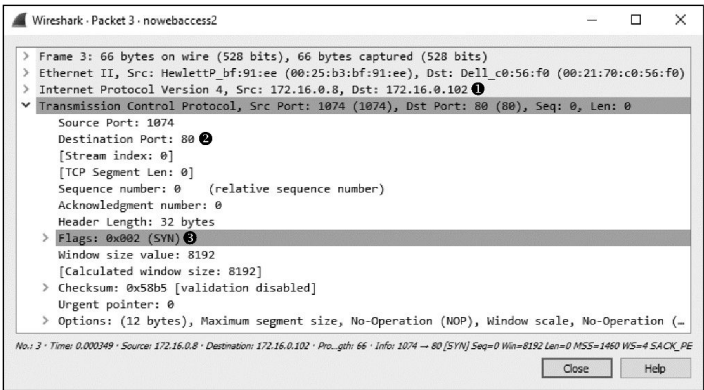 Wireshark · Packet 3 · nowebaccess2
> Frame 3: 66 bytes on wire (528 bits), 66 bytes captured (528 bits)
> Ethernet II, Src: HewlettP_bf:91:ee (00:25:b3:bf:91:ee), Dst: Dell_c0:56:f0 (00:21:70:c0:56:f0)
> Internet Protocol Version 4, Src: 172.16.0.8, Dst: 172.16.0.102 ❶
Transmission Control Protocol, Src Port: 1074 (1074), Dst Port: 80 (80), Seq: 0, Len: 0
Source Port: 1074
Destination Port: 80 ❷
[Stream index: 0]
[TCP Segment Len: 0]
Sequence number: 0 (relative sequence number)
Acknowledgment number: 0
Header Length: 32 bytes
> Flags: 0x002 (SYN) ❸
Window size value: 8192
[Calculated window size: 8192]
> Checksum: 0x58b5 [validation disabled]
Urgent pointer: 0
> Options: (12 bytes), Maximum segment size, No-Operation (NOP), Window scale, No-Operation (…
No.: 3 · Time: 0.000349 · Source: 172.16.0.8 · Destination: 172.16.0.102 · Pro...gth: 66 · Info: 1074 → 80 [SYN] Seq=0 Win=8192 Len=0 MSS=1460 WS=4 SACK_PE
Close Help